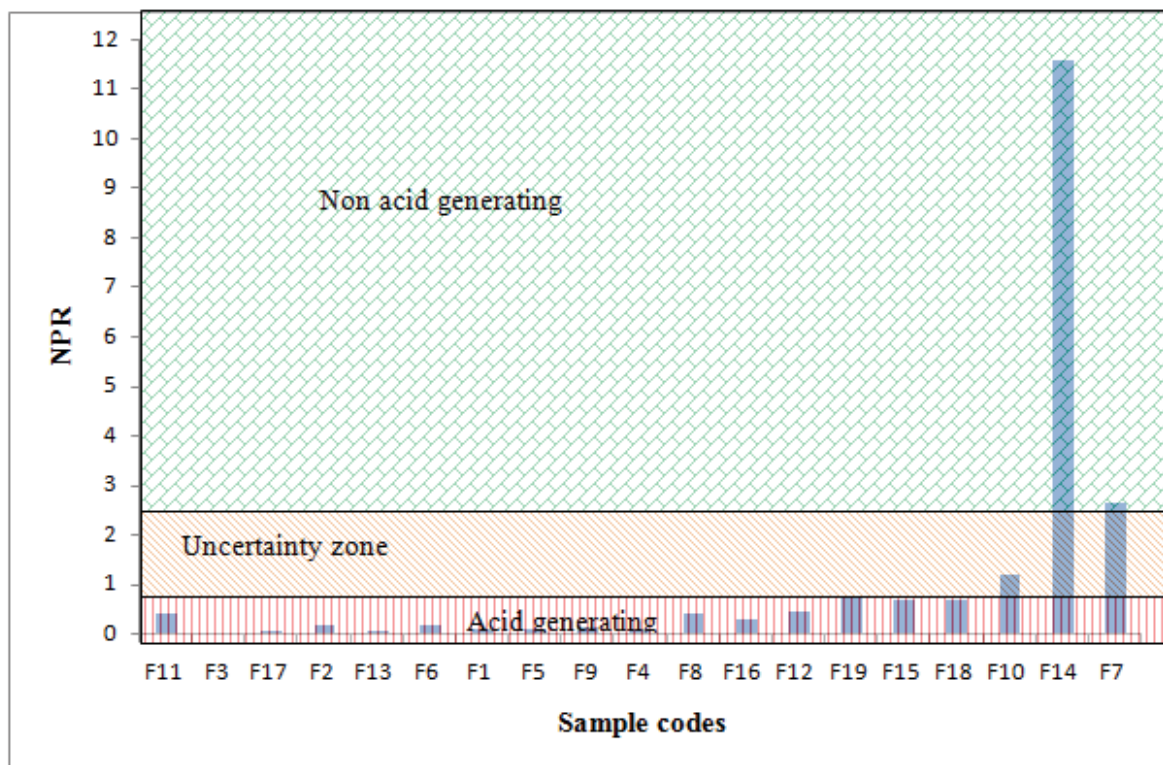 12
11
10
9
Non acid generating
8
7
NPR
6
5
4
3
2
Uncertainty zone
1
Acid generating
0
F11 F3 F17 F2 F13 F6 F1 F5 F9 F4 F8 F16 F12 F19 F15 F18 F10 F14 F7
Sample codes